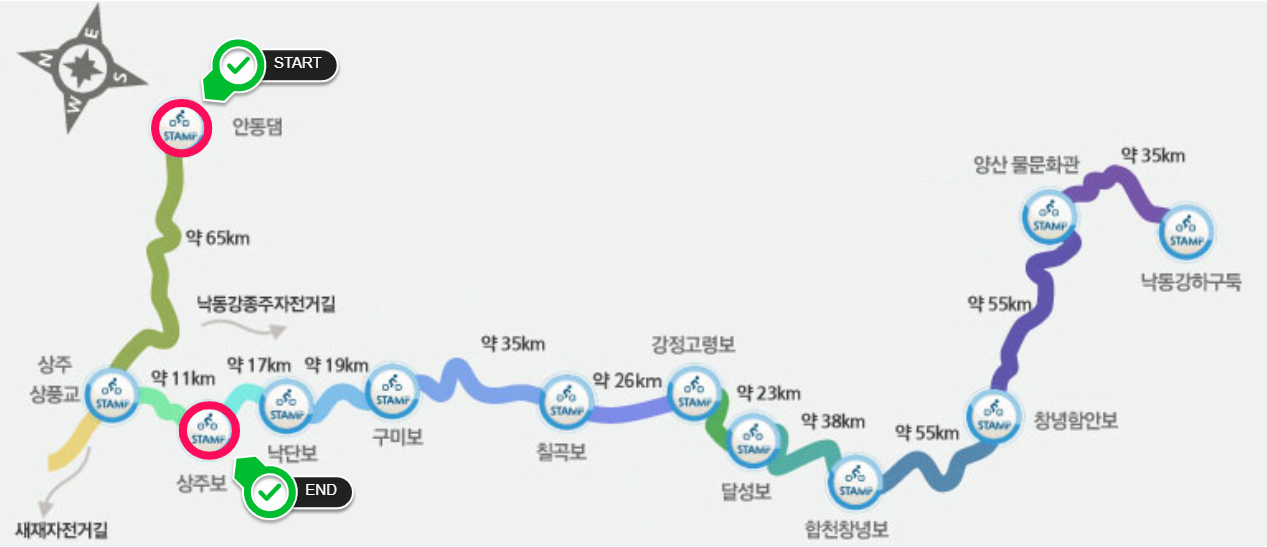 E
N
S
W
START
STAMP
안동댐
약 65km
낙동강종주자전거길
상주
상풍교
STAMP
약 11km
STAMP
상주보
END
약 17km
STAMP
낙단보
약 19km
STAMP
구미보
약 35km
STAMP
칠곡보
약 26km
강정고령보
STAMP
약 23km
STAMP
달성보
약 38km
STAMP
합천창녕보
약 55km
STAMP
창녕함안보
약 55km
양산 물문화관
STAMP
약 35km
STAMP
낙동강하구둑
새재자전거길